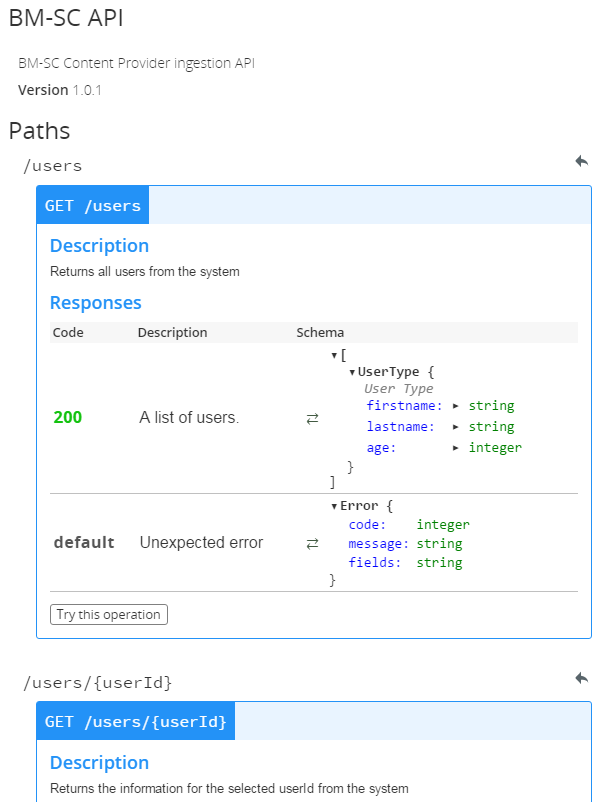 BM-SC API
BM-SC Content Provider ingestion API
Version 1.0.1
Paths
/users
GET /users
Description
Returns all users from the system
Responses
Code Description Schema
200 A list of users. ⇄ ▾[
▾UserType {
User Type
firstname: ▸ string
lastname: ▸ string
age: ▸ integer
}
]
default Unexpected error ⇄ ▾Error {
code: integer
message: string
fields: string
}
Try this operation
/users/{userId}
GET /users/{userId}
Description
Returns the information for the selected userId from the system